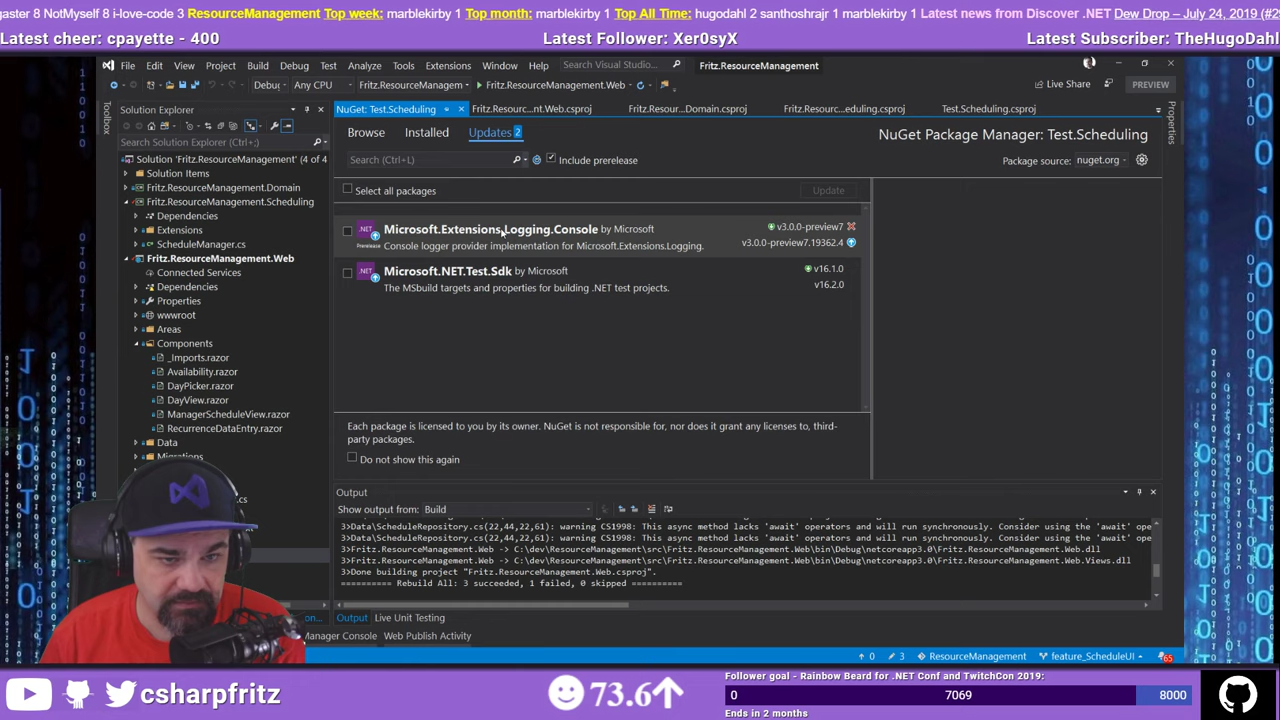 gaster 8 NotMyself 8 i-love-code 3 ResourceManagement Top week: marblekirby 1 Top month: marblekirby 1 Top All Time: hugodahl 2 santhoshrajr 1 marblekirby 1 Latest news from Discover .NET Dew Drop – July 24, 2019 (#2
Latest cheer: cpayette - 400 Latest Follower: Xer0syX Latest Subscriber: TheHugoDahl
File Edit View Project Build Debug Test Analyze Tools Extensions Window Help Search Visual Studio... Fritz.ResourceManagement
Debug Any CPU Fritz.ResourceManagem Fritz.ResourceManagement.Web Live Share PREVIEW
Toolbox
Solution Explorer
Search Solution Explorer (Ctrl+;)
Solution 'Fritz.ResourceManagement' (4 of 4
Solution Items
Fritz.ResourceManagement.Domain
Fritz.ResourceManagement.Scheduling
Dependencies
Extensions
ScheduleManager.cs
Fritz.ResourceManagement.Web
Connected Services
Dependencies
Properties
wwwroot
Areas
Components
_Imports.razor
Availability.razor
DayPicker.razor
DayView.razor
ManagerScheduleView.razor
RecurrenceDataEntry.razor
Data
Migrations
cs
NuGet: Test.Scheduling Fritz.Resourc...nt.Web.csproj Fritz.Resour...Domain.csproj Fritz.Resourc...eduling.csproj Test.Scheduling.csproj
Properties
Browse Installed Updates 2 NuGet Package Manager: Test.Scheduling
Search (Ctrl+L) Include prerelease Package source: nuget.org
Select all packages Update
.NET Microsoft.Extensions.Logging.Console by Microsoft v3.0.0-preview7
Prerelease Console logger provider implementation for Microsoft.Extensions.Logging. v3.0.0-preview7.19362.4
.NET Microsoft.NET.Test.Sdk by Microsoft v16.1.0
The MSbuild targets and properties for building .NET test projects. v16.2.0
Each package is licensed to you by its owner. NuGet is not responsible for, nor does it grant any licenses to, third-
party packages.
Do not show this again
Output
Show output from: Build
3>Data\ScheduleRepository.cs(22,44,22,61): warning CS1998: This async method lacks 'await' operators and will run synchronously. Consider using the 'await' ope
3>Data\ScheduleRepository.cs(22,44,22,61): warning CS1998: This async method lacks 'await' operators and will run synchronously. Consider using the 'await' ope
3>Fritz.ResourceManagement.Web -> C:\dev\ResourceManagement\src\Fritz.ResourceManagement.Web\bin\Debug\netcoreapp3.0\Fritz.ResourceManagement.Web.dll
3>Fritz.ResourceManagement.Web -> C:\dev\ResourceManagement\src\Fritz.ResourceManagement.Web\bin\Debug\netcoreapp3.0\Fritz.ResourceManagement.Web.Views.dll
3>Done building project "Fritz.ResourceManagement.Web.csproj".
========== Rebuild All: 3 succeeded, 1 failed, 0 skipped ==========
on... Output Live Unit Testing
Manager Console Web Publish Activity
0 3 ResourceManagement feature_ScheduleUI 65
csharpfritz 73.6
Follower goal - Rainbow Beard for .NET Conf and TwitchCon 2019:
0 7069 8000
Ends in 2 months